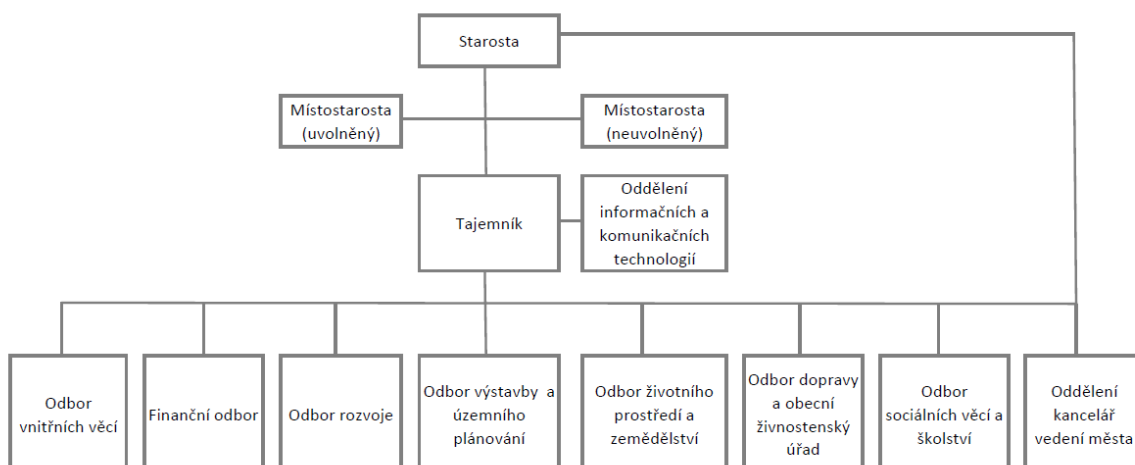 Starosta
Místostarosta
(uvolněný)
Místostarosta
(neuvolněný)
Tajemník
Oddělení
informačních a
komunikačních
technologií
Odbor
vnitřních věcí
Finanční odbor
Odbor rozvoje
Odbor výstavby a
územního
plánování
Odbor životního
prostředí a
zemědělství
Odbor dopravy
a obecní
živnostenský
úřad
Odbor
sociálních věcí a
školství
Oddělení
kancelář
vedení města